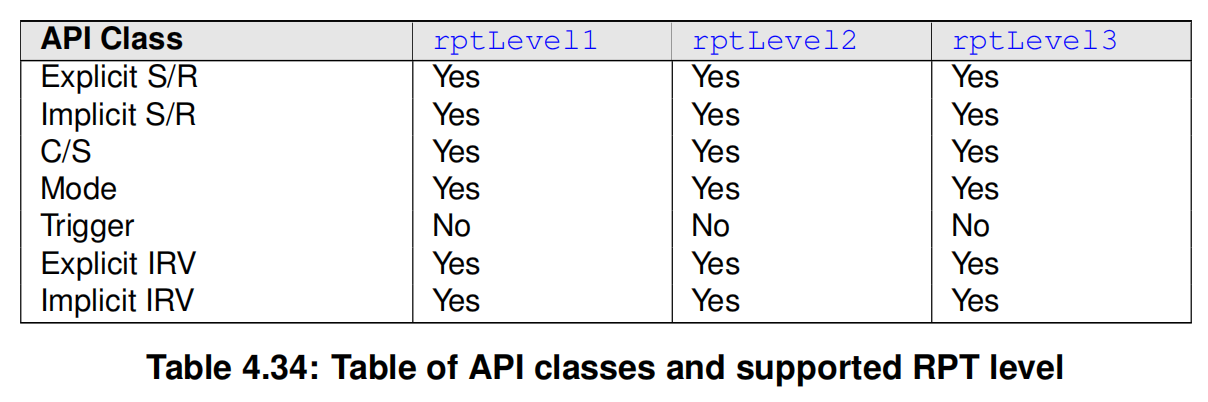 API Class rptLevel1 rptLevel2 rptLevel3
Explicit S/R Yes Yes Yes
Implicit S/R Yes Yes Yes
C/S Yes Yes Yes
Mode Yes Yes Yes
Trigger No No No
Explicit IRV Yes Yes Yes
Implicit IRV Yes Yes Yes
Table 4.34: Table of API classes and supported RPT level